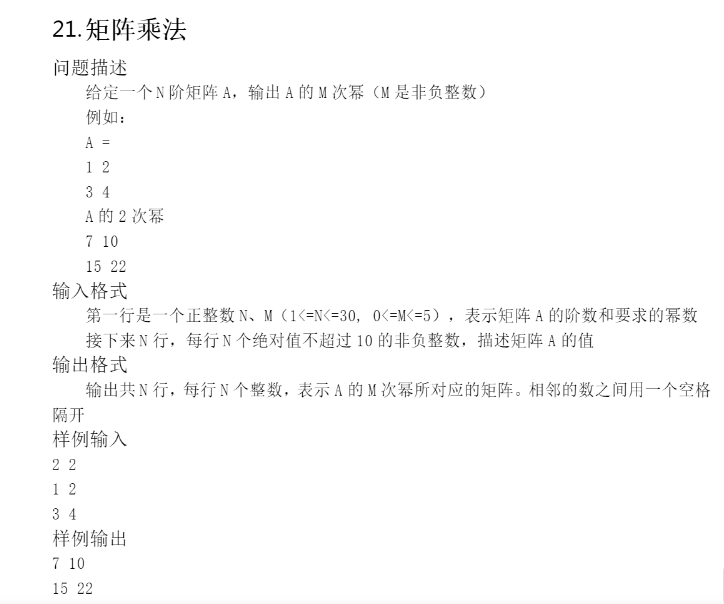 21.矩阵乘法
问题描述
给定一个N阶矩阵A，输出A的M次幂（M是非负整数）
例如：
A =
1 2
3 4
A的2次幂
7 10
15 22
输入格式
第一行是一个正整数N、M（1<=N<=30, 0<=M<=5），表示矩阵A的阶数和要求的幂数
接下来N行，每行N个绝对值不超过10的非负整数，描述矩阵A的值
输出格式
输出共N行，每行N个整数，表示A的M次幂所对应的矩阵。相邻的数之间用一个空格
隔开
样例输入
2 2
1 2
3 4
样例输出
7 10
15 22